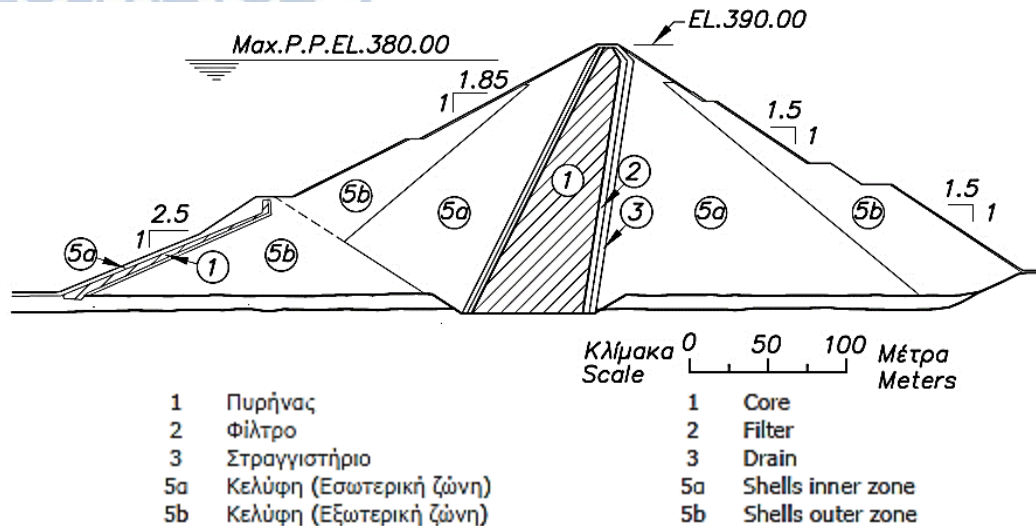 EL.390.00
Max.P.P.EL.380.00
1.85
1
1.5
1
1
2
5b
5a
3
5a
5b
1.5
1
2.5
1
5a
1
5b
Κλίμακα 0 50 100 Μέτρα
Scale Meters
1 Πυρήνας 1 Core
2 Φίλτρο 2 Filter
3 Στραγγιστήριο 3 Drain
5a Κελύφη (Εσωτερική ζώνη) 5a Shells inner zone
5b Κελύφη (Εξωτερική ζώνη) 5b Shells outer zone